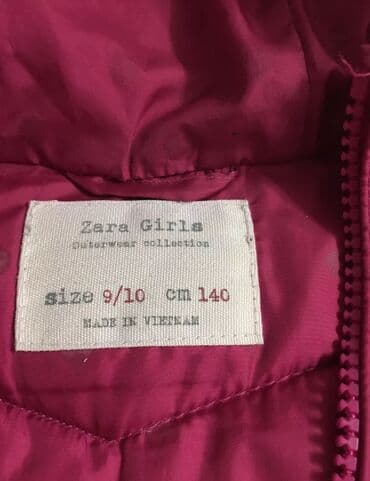 Zara Girls
Outerwear collection
size 9/10 cm 140
MADE IN VIETNAM